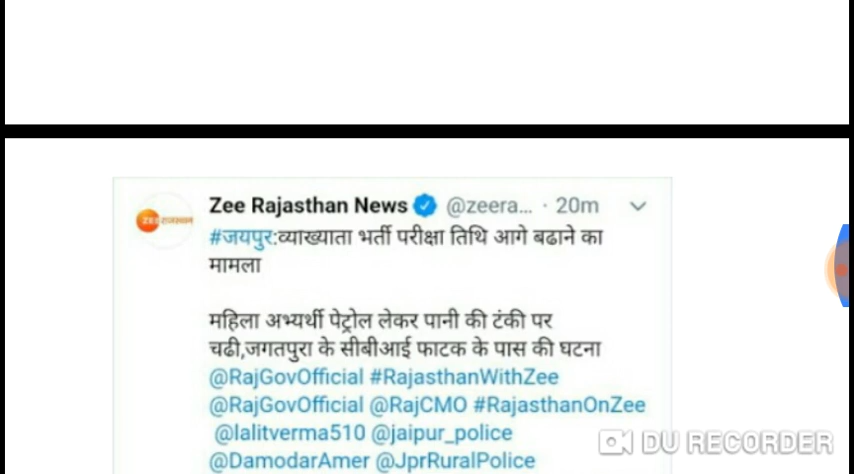 Zee Rajasthan News @zeera... · 20m
#जयपुर:व्याख्याता भर्ती परीक्षा तिथि आगे बढाने का
मामला
महिला अभ्यर्थी पेट्रोल लेकर पानी की टंकी पर
चढी,जगतपुरा के सीबीआई फाटक के पास की घटना
@RajGovOfficial #RajasthanWithZee
@RajGovOfficial @RajCMO #RajasthanOnZee
@lalitverma510 @jaipur_police
@DamodarAmer @JprRuralPolice
DU RECORDER